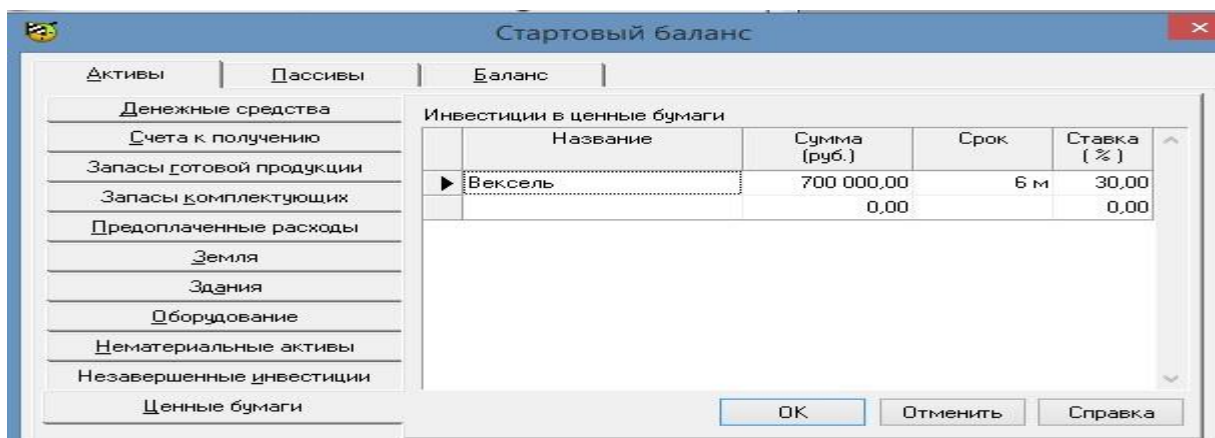 Стартовый баланс
Активы Пассивы Баланс
Денежные средства
Счета к получению
Запасы готовой продукции
Запасы комплектующих
Предоплаченные расходы
Земля
Здания
Оборудование
Нематериальные активы
Незавершенные инвестиции
Ценные бумаги
Инвестиции в ценные бумаги
Название Сумма (руб.) Срок Ставка (%)
Вексель 700 000,00 6 м 30,00
0,00 0,00
OK Отменить Справка